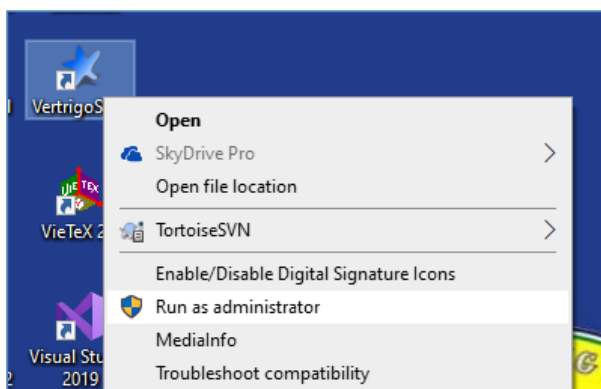 VertrigoS
Open
SkyDrive Pro
Open file location
TortoiseSVN
VieTeX 2
Enable/Disable Digital Signature Icons
Run as administrator
MediaInfo
Visual Stu
2019
Troubleshoot compatibility